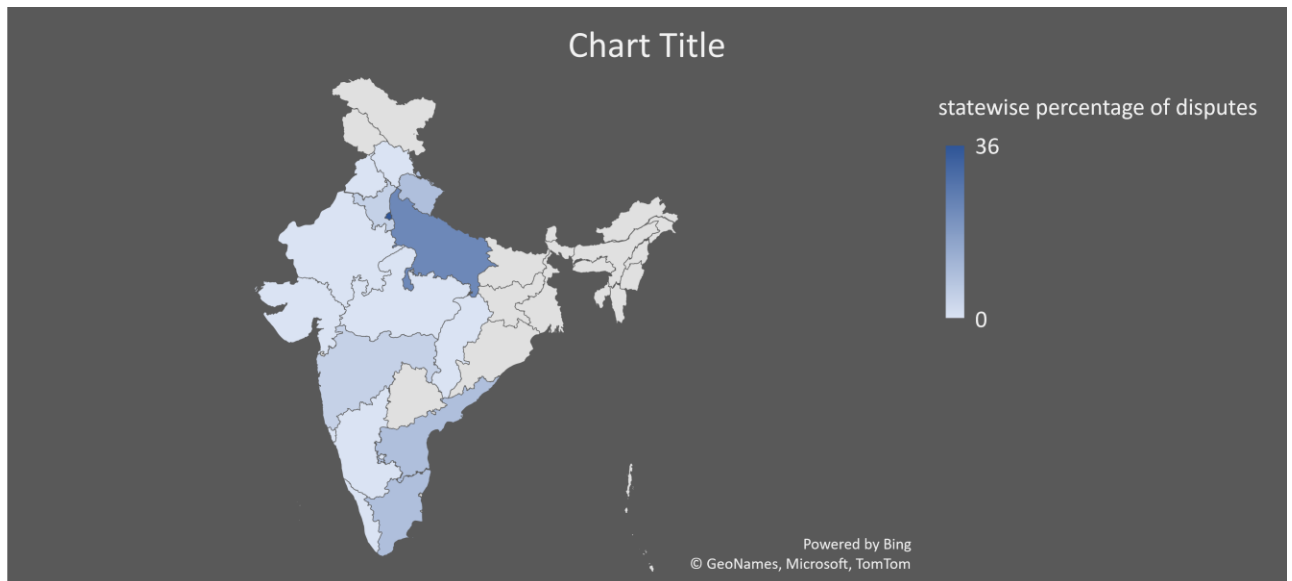 Chart Title
statewise percentage of disputes
36
0
Powered by Bing
© GeoNames, Microsoft, TomTom